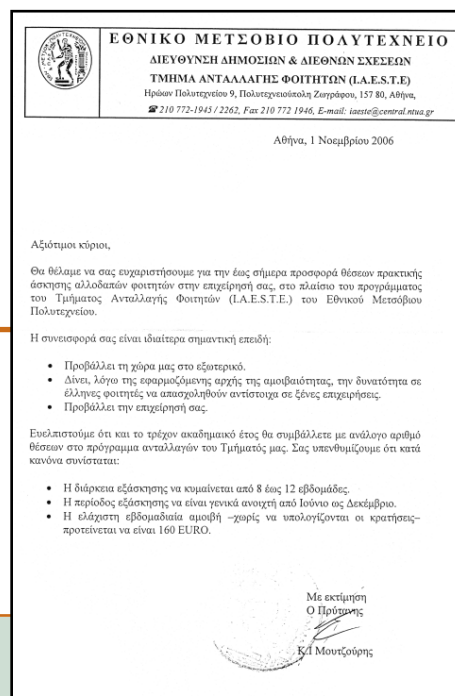 ΕΘΝΙΚΟ ΜΕΤΣΟΒΙΟ ΠΟΛΥΤΕΧΝΕΙΟ
ΔΙΕΥΘΥΝΣΗ ΔΗΜΟΣΙΩΝ & ΔΙΕΘΝΩΝ ΣΧΕΣΕΩΝ
ΤΜΗΜΑ ΑΝΤΑΛΛΑΓΗΣ ΦΟΙΤΗΤΩΝ (I.A.E.S.T.E)
Ηρώων Πολυτεχνείου 9, Πολυτεχνειούπολη Ζωγράφου, 157 80, Αθήνα,
☎ 210 772-1945 / 2262, Fax 210 772 1946, E-mail: iaeste@central.ntua.gr
Αθήνα, 1 Νοεμβρίου 2006
Αξιότιμοι κύριοι,
Θα θέλαμε να σας ευχαριστήσουμε για την έως σήμερα προσφορά θέσεων πρακτικής
άσκησης αλλοδαπών φοιτητών στην επιχείρησή σας, στο πλαίσιο του προγράμματος
του Τμήματος Ανταλλαγής Φοιτητών (I.A.E.S.T.E.) του Εθνικού Μετσόβιου
Πολυτεχνείου.
Η συνεισφορά σας είναι ιδιαίτερα σημαντική επειδή:
• Προβάλλει τη χώρα μας στο εξωτερικό.
• Δίνει, λόγω της εφαρμοζόμενης αρχής της αμοιβαιότητας, την δυνατότητα σε
έλληνες φοιτητές να απασχοληθούν αντίστοιχα σε ξένες επιχειρήσεις.
• Προβάλλει την επιχείρησή σας.
Ευελπιστούμε ότι και το τρέχον ακαδημαικό έτος θα συμβάλλετε με ανάλογο αριθμό
θέσεων στο πρόγραμμα ανταλλαγών του Τμήματός μας. Σας υπενθυμίζουμε ότι κατά
κανόνα συνίσταται:
• Η διάρκεια εξάσκησης να κυμαίνεται από 8 έως 12 εβδομάδες.
• Η περίοδος εξάσκησης να είναι γενικά ανοιχτή από Ιούνιο ως Δεκέμβριο.
• Η ελάχιστη εβδομαδιαία αμοιβή –χωρίς να υπολογίζονται οι κρατήσεις–
προτείνεται να είναι 160 EURO.
Με εκτίμηση
Ο Πρύτανης
Κ.Ι Μουτζούρης